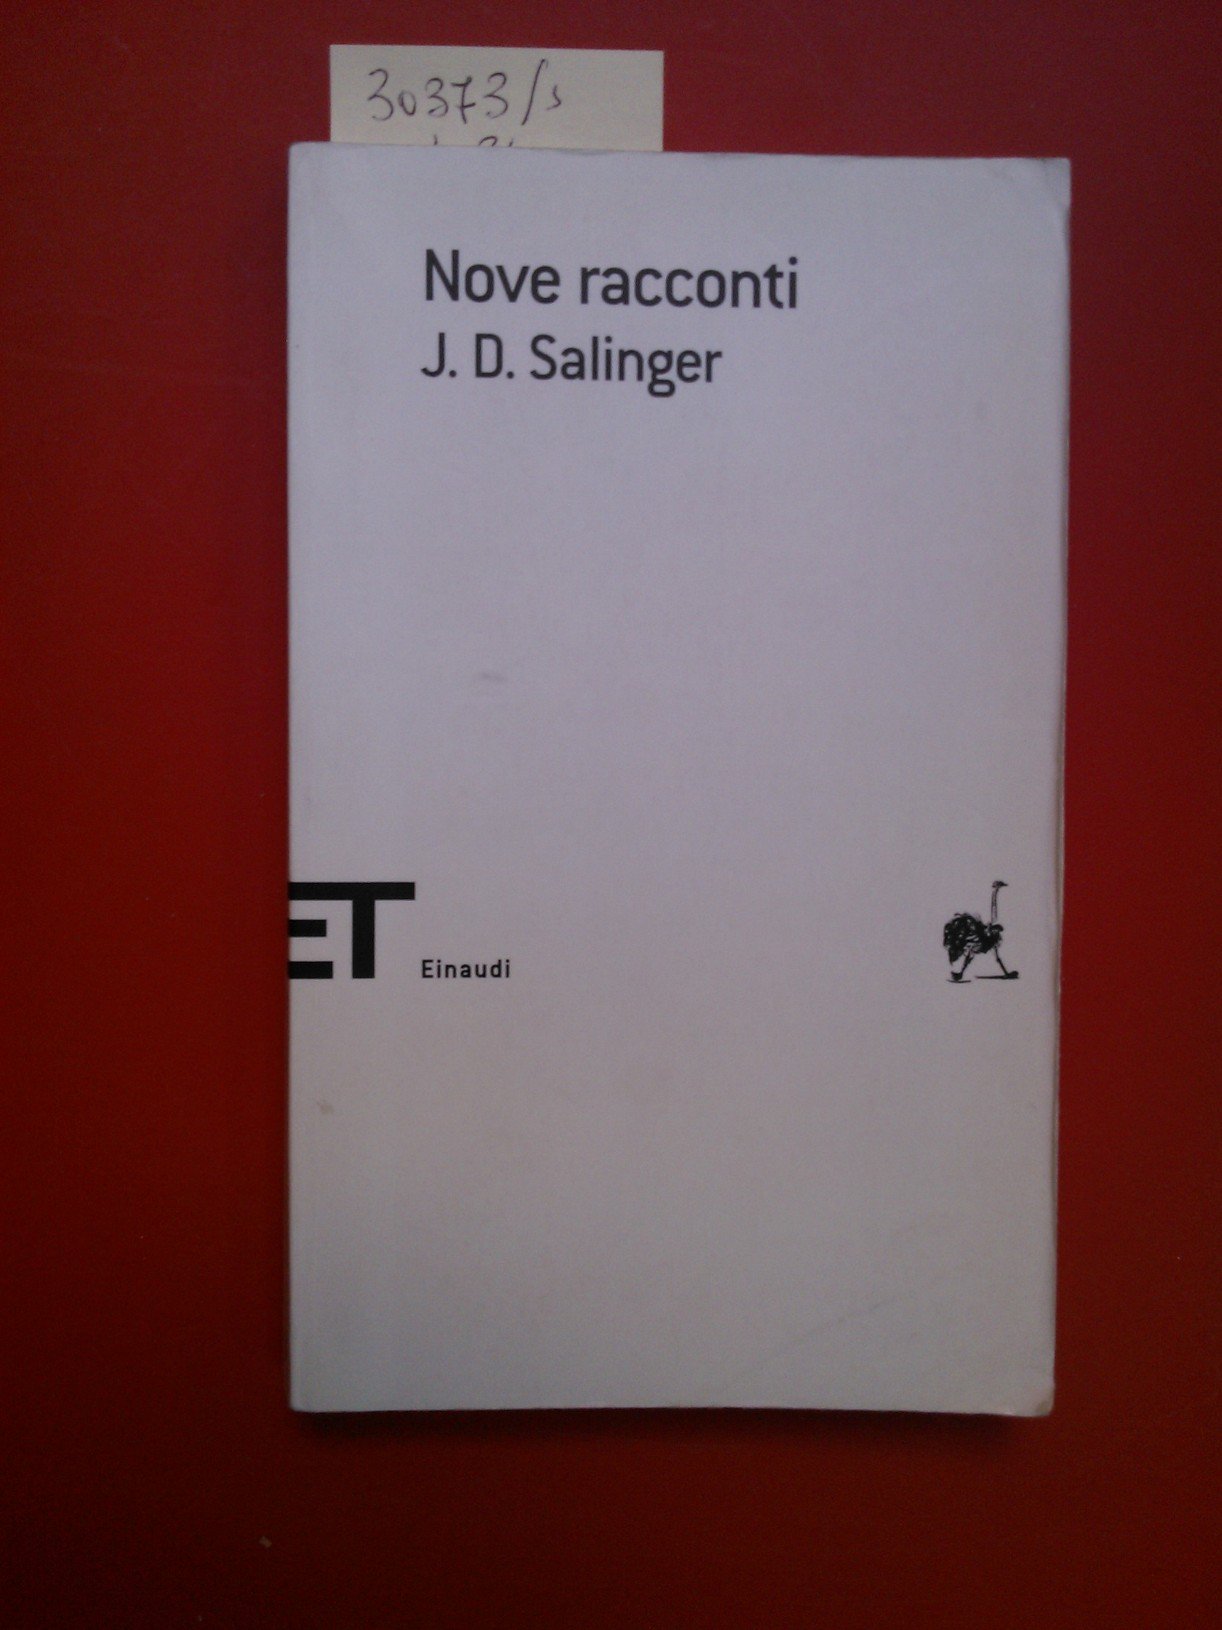 30373/s
Nove racconti
J. D. Salinger
ET
Einaudi